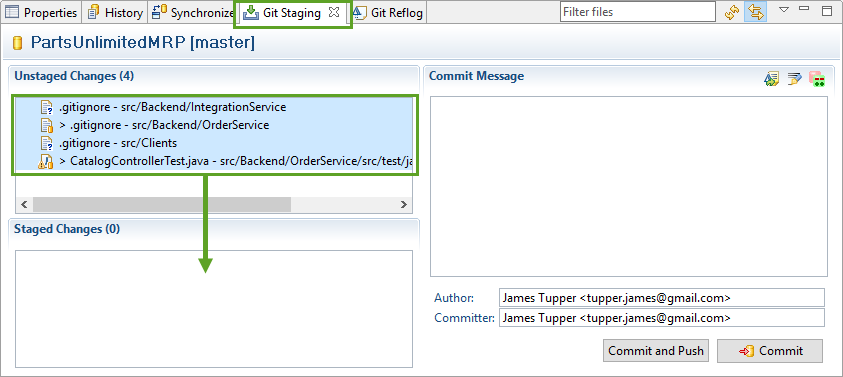 Properties History Synchronize Git Staging Git Reflog Filter files
PartsUnlimitedMRP [master]
Unstaged Changes (4)
.gitignore - src/Backend/IntegrationService
> .gitignore - src/Backend/OrderService
.gitignore - src/Clients
> CatalogControllerTest.java - src/Backend/OrderService/src/test/ja
Staged Changes (0)
Commit Message
Author: James Tupper <tupper.james@gmail.com>
Committer: James Tupper <tupper.james@gmail.com>
Commit and Push Commit